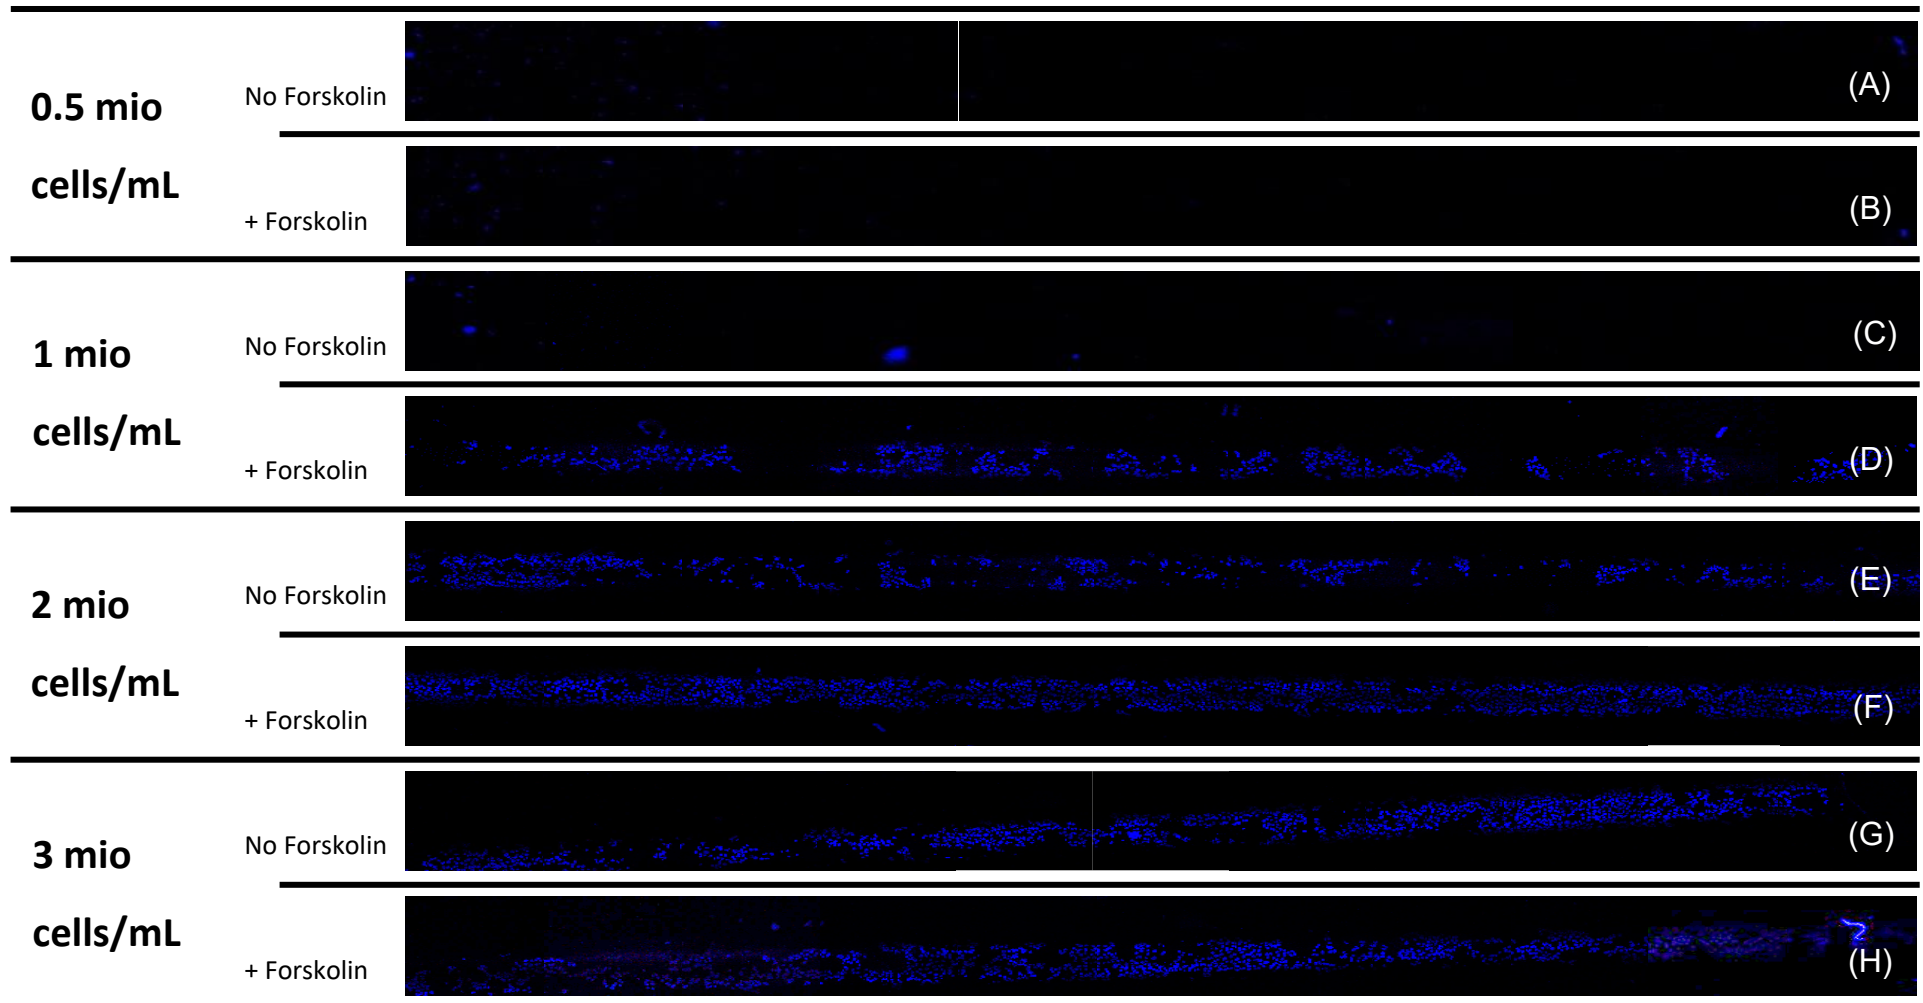 0.5 mio
cells/mL
No Forskolin
(A)
+ Forskolin
(B)
1 mio
cells/mL
No Forskolin
(C)
+ Forskolin
(D)
2 mio
cells/mL
No Forskolin
(E)
+ Forskolin
(F)
3 mio
cells/mL
No Forskolin
(G)
+ Forskolin
(H)